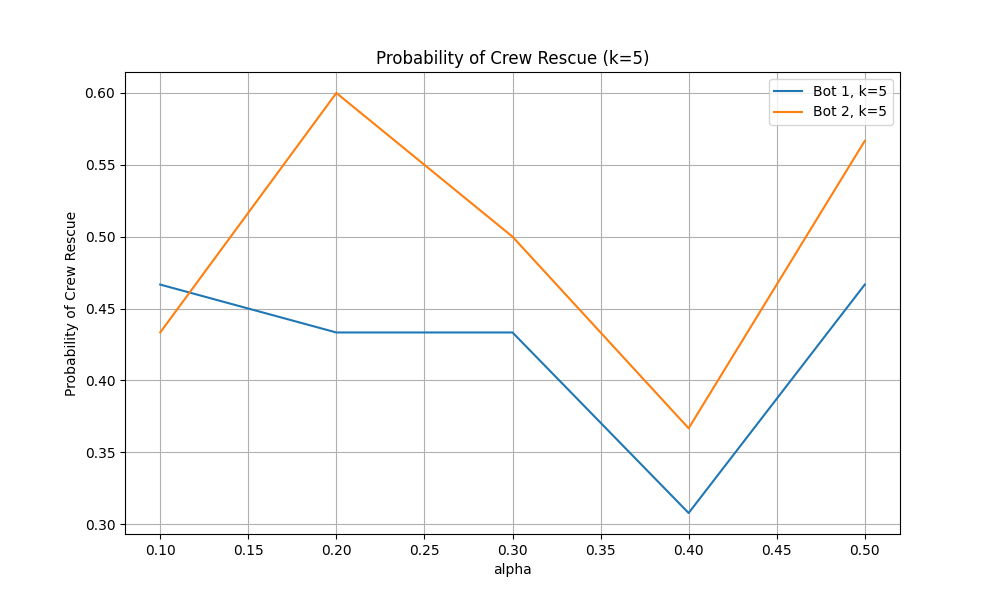 Probability of Crew Rescue (k=5)
Bot 1, k=5
Bot 2, k=5
Probability of Crew Rescue
0.60
0.55
0.50
0.45
0.40
0.35
0.30
0.10 0.15 0.20 0.25 0.30 0.35 0.40 0.45 0.50
alpha